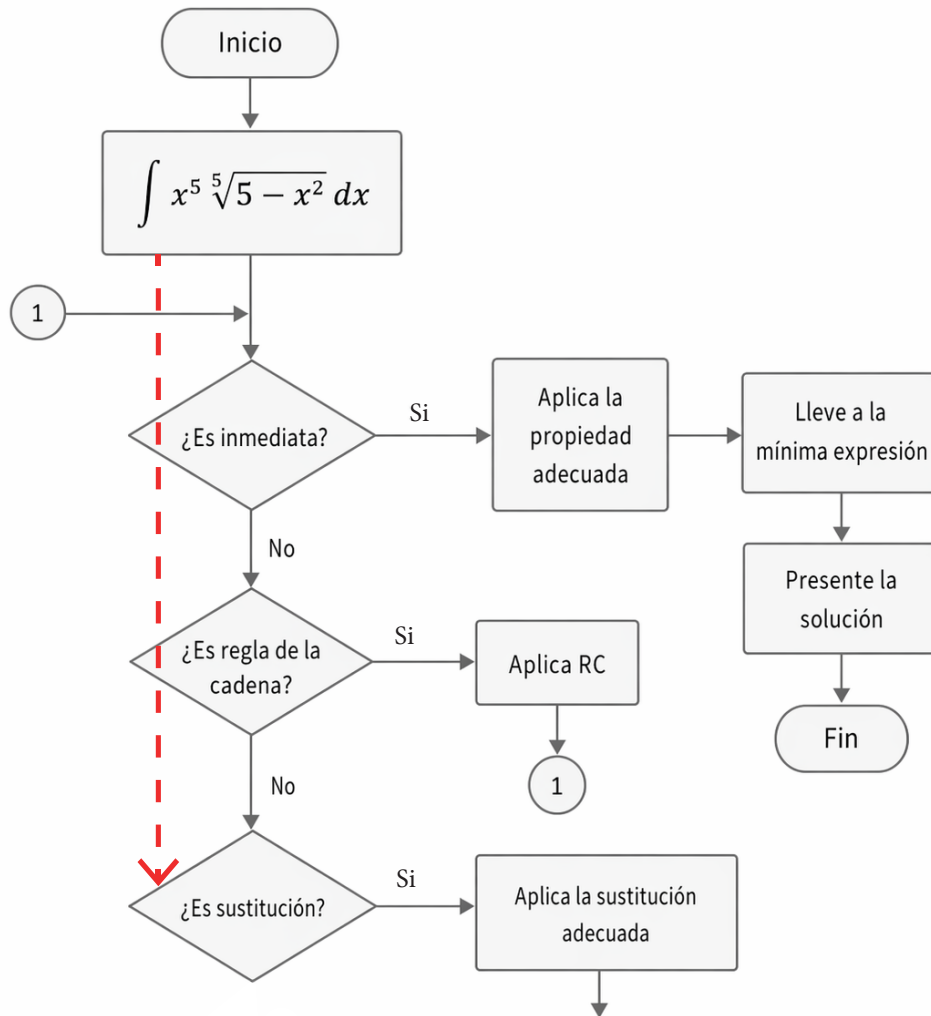 Inicio
∫ x⁵ ⁵√(5 − x²) dx
1
¿Es inmediata?
Si
Aplica la
propiedad
adecuada
Lleve a la
mínima expresión
Presente la
solución
Fin
No
¿Es regla de la
cadena?
Si
Aplica RC
1
No
¿Es sustitución?
Si
Aplica la sustitución
adecuada